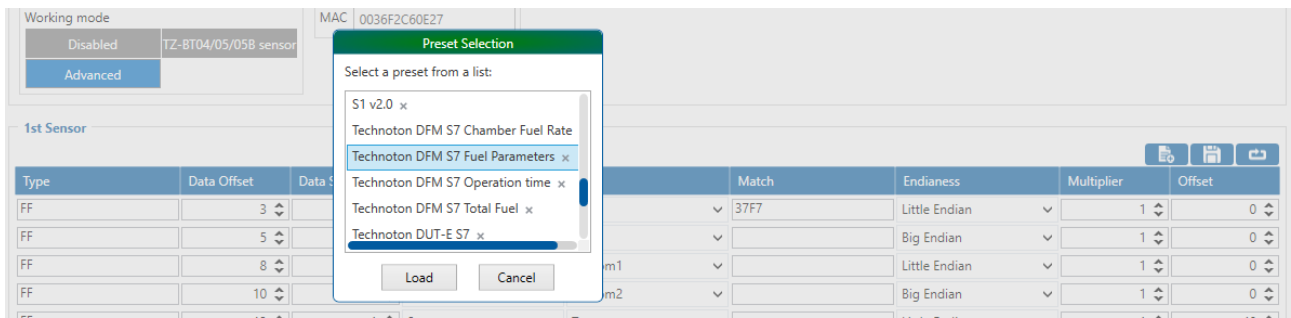 Working mode
MAC 0036F2C60E27
Disabled TZ-BT04/05/05B sensor
Advanced
Preset Selection
Select a preset from a list:
S1 v2.0 ×
Technoton DFM S7 Chamber Fuel Rate
Technoton DFM S7 Fuel Parameters ×
Technoton DFM S7 Operation time ×
Technoton DFM S7 Total Fuel ×
Technoton DUT-E S7 ×
Load Cancel
1st Sensor
Type Data Offset Data S Match Endianess Multiplier Offset
FF 3 37F7 Little Endian 1 0
FF 5 Big Endian 1 0
FF 8 m1 Little Endian 1 0
FF 10 m2 Big Endian 1 0